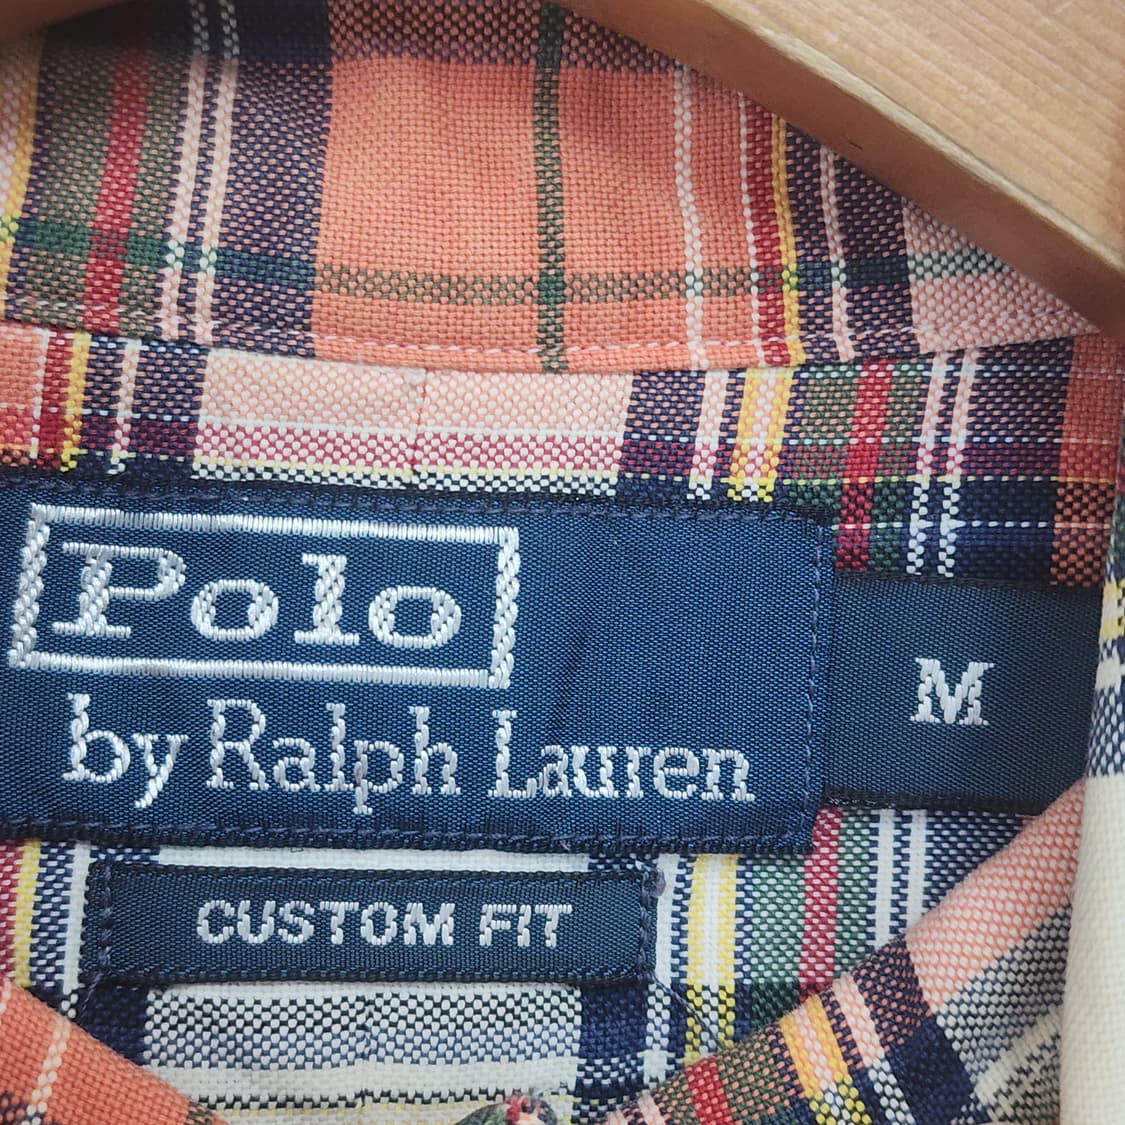 Polo
by Ralph Lauren
M
CUSTOM FIT